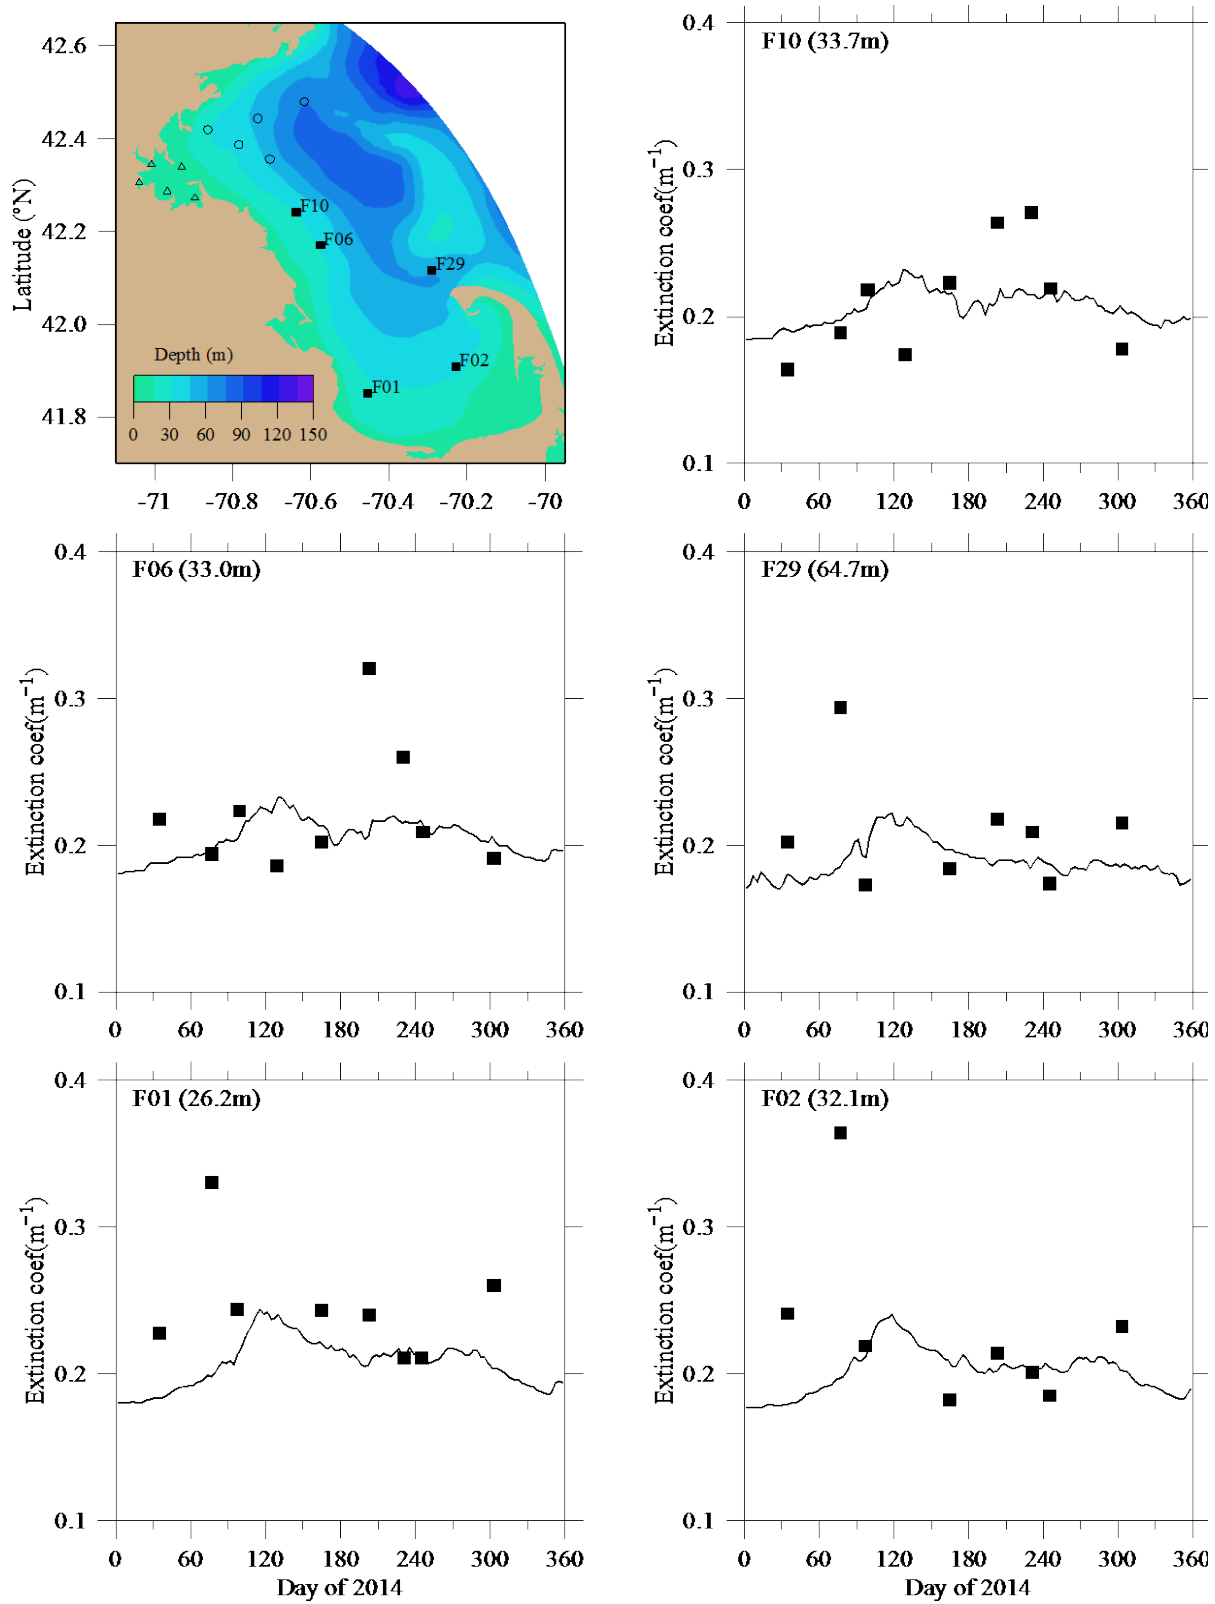 42.6
42.4
42.2
42.0
41.8
Latitude (°N)
F10
F06
F29
F02
F01
Depth (m)
0 30 60 90 120 150
-71 -70.8 -70.6 -70.4 -70.2 -70
F10 (33.7m)
0.4
0.3
0.2
0.1
Extinction coef(m⁻¹)
0 60 120 180 240 300 360
F06 (33.0m)
0.4
0.3
0.2
0.1
Extinction coef(m⁻¹)
0 60 120 180 240 300 360
F29 (64.7m)
0.4
0.3
0.2
0.1
Extinction coef(m⁻¹)
0 60 120 180 240 300 360
F01 (26.2m)
0.4
0.3
0.2
0.1
Extinction coef(m⁻¹)
0 60 120 180 240 300 360
Day of 2014
F02 (32.1m)
0.4
0.3
0.2
0.1
Extinction coef(m⁻¹)
0 60 120 180 240 300 360
Day of 2014